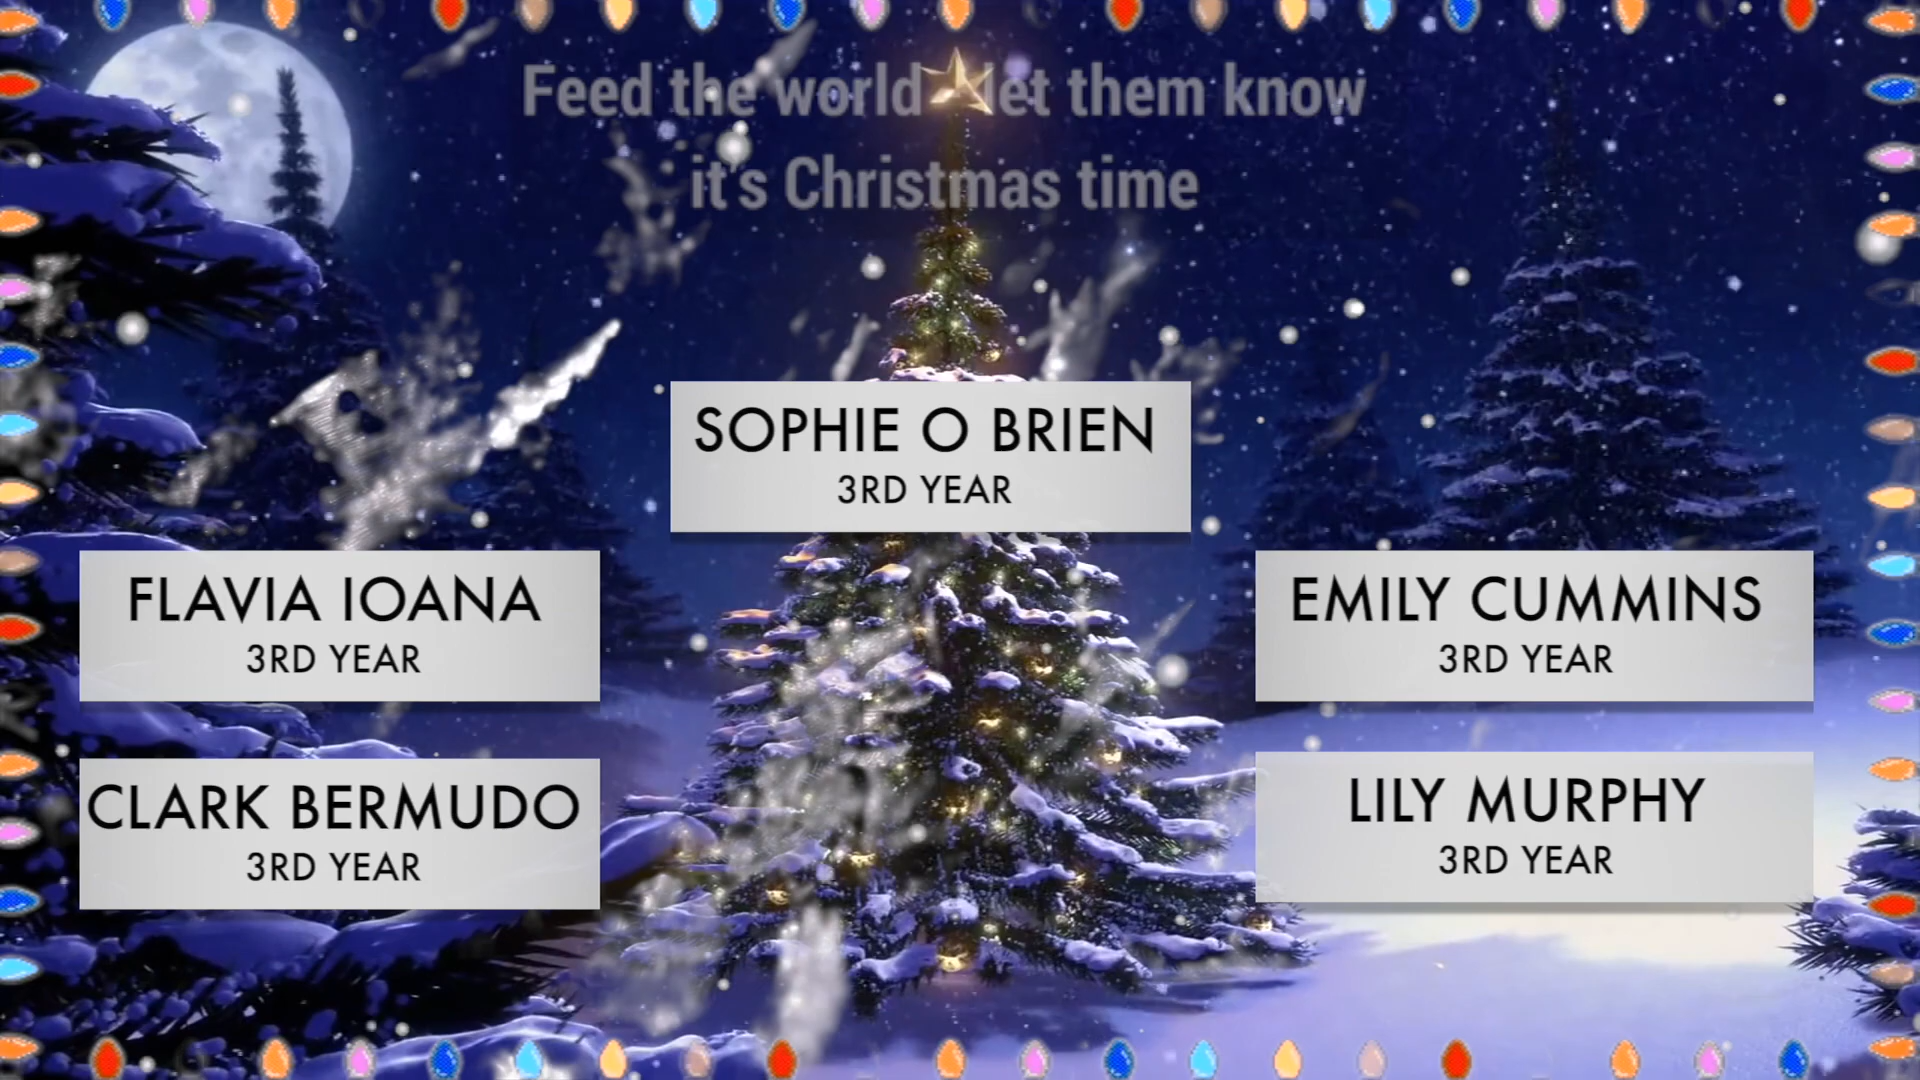 Feed the world let them know
it's Christmas time
SOPHIE O BRIEN
3RD YEAR
FLAVIA IOANA
3RD YEAR
EMILY CUMMINS
3RD YEAR
CLARK BERMUDO
3RD YEAR
LILY MURPHY
3RD YEAR